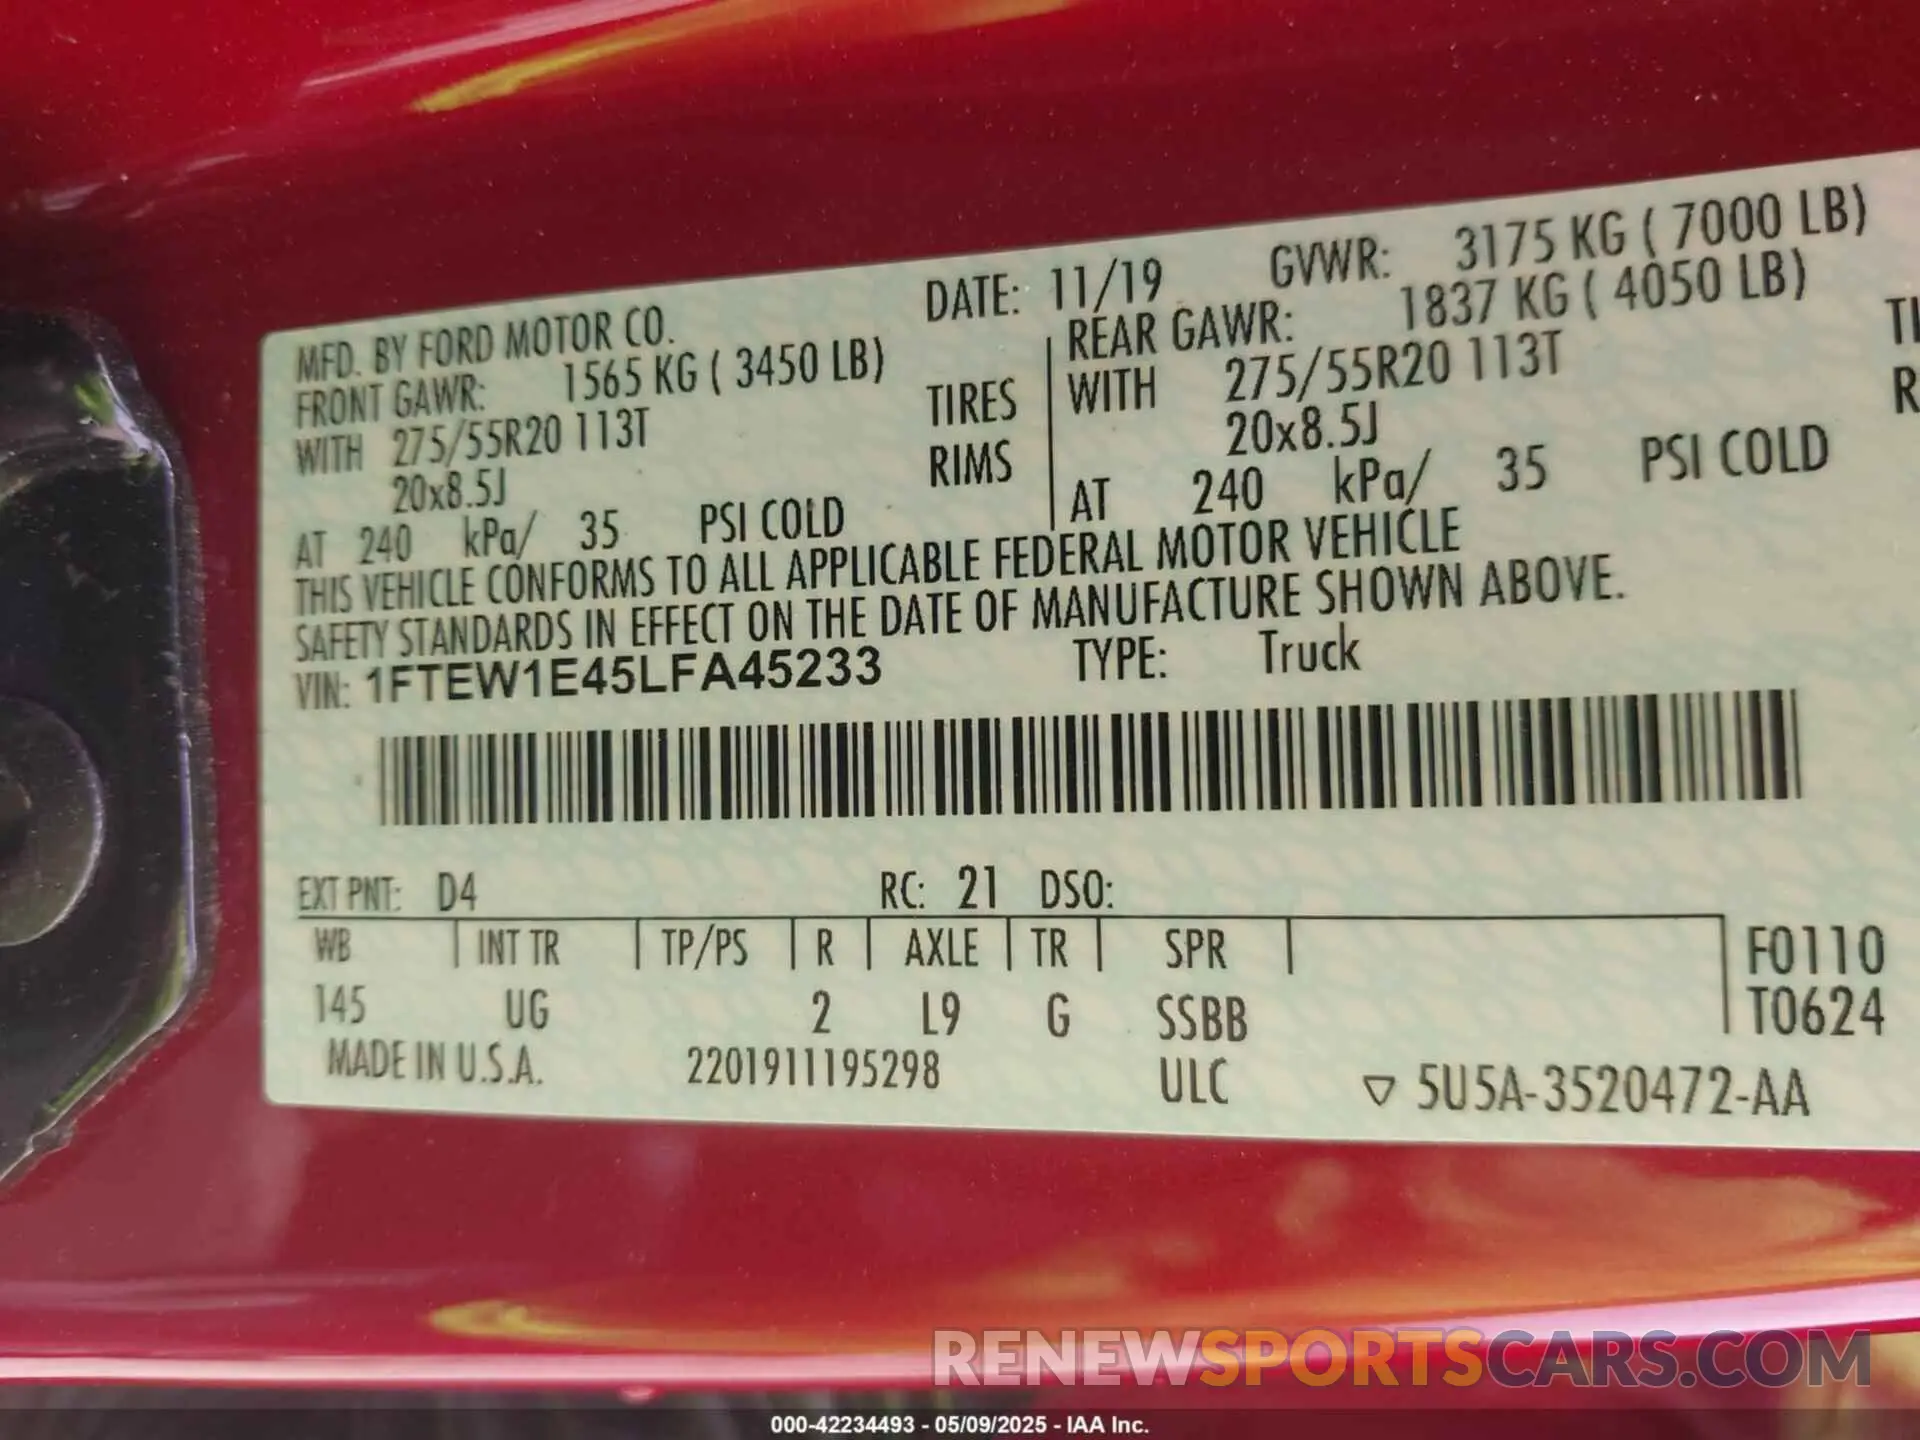 MFD. BY FORD MOTOR CO. DATE: 11/19 GVWR: 3175 KG ( 7000 LB)
FRONT GAWR: 1565 KG ( 3450 LB) REAR GAWR: 1837 KG ( 4050 LB)
WITH 275/55R20 113T TIRES WITH 275/55R20 113T TI
20x8.5J RIMS 20x8.5J R
AT 240 kPa/ 35 PSI COLD AT 240 kPa/ 35 PSI COLD
THIS VEHICLE CONFORMS TO ALL APPLICABLE FEDERAL MOTOR VEHICLE
SAFETY STANDARDS IN EFFECT ON THE DATE OF MANUFACTURE SHOWN ABOVE.
VIN: 1FTEW1E45LFA45233 TYPE: Truck
EXT PNT: D4 RC: 21 DSO:
WB INT TR TP/PS R AXLE TR SPR F0110
145 UG 2 L9 G SSBB T0624
MADE IN U.S.A. 2201911195298 ULC ▽ 5U5A-3520472-AA
RENEWSPORTSCARS.COM
000-42234493 - 05/09/2025 - IAA Inc.